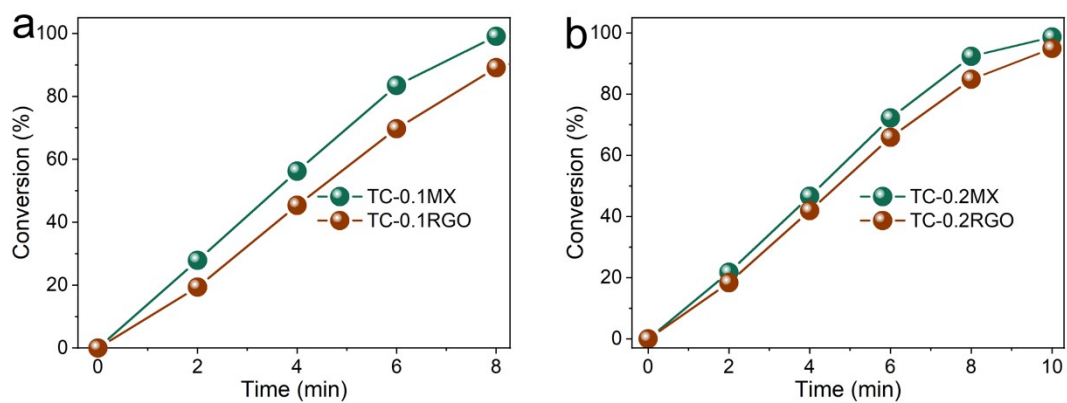 a
100
80
60
40
20
0
Conversion (%)
TC-0.1MX
TC-0.1RGO
0 2 4 6 8
Time (min)
b
100
80
60
40
20
0
Conversion (%)
TC-0.2MX
TC-0.2RGO
0 2 4 6 8 10
Time (min)